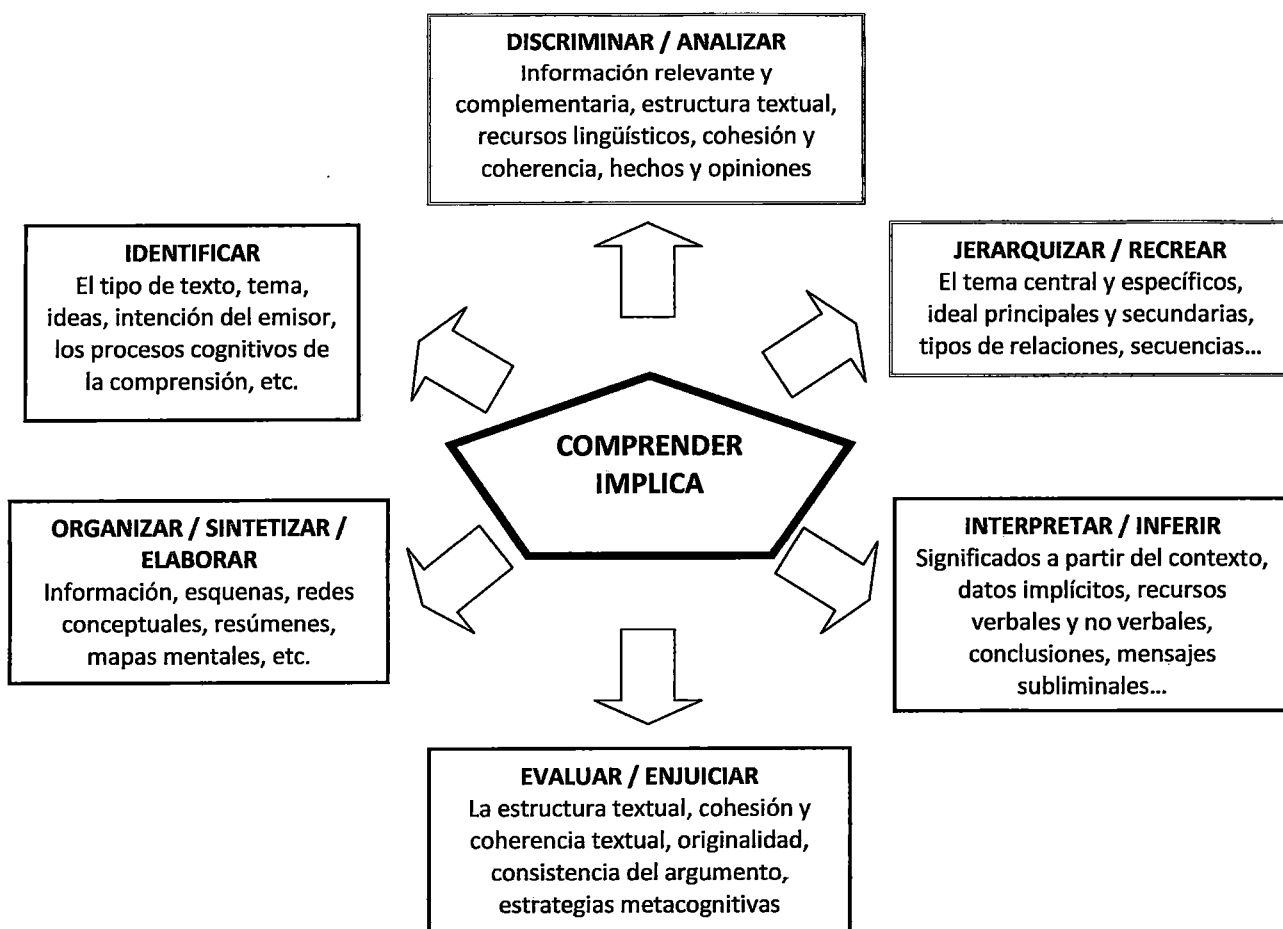 DISCRIMINAR / ANALIZAR
Información relevante y
complementaria, estructura textual,
recursos lingüísticos, cohesión y
coherencia, hechos y opiniones
IDENTIFICAR
El tipo de texto, tema,
ideas, intención del emisor,
los procesos cognitivos de
la comprensión, etc.
JERARQUIZAR / RECREAR
El tema central y específicos,
ideal principales y secundarias,
tipos de relaciones, secuencias...
COMPRENDER
IMPLICA
ORGANIZAR / SINTETIZAR /
ELABORAR
Información, esquenas, redes
conceptuales, resúmenes,
mapas mentales, etc.
INTERPRETAR / INFERIR
Significados a partir del contexto,
datos implícitos, recursos
verbales y no verbales,
conclusiones, mensajes
subliminales...
EVALUAR / ENJUICIAR
La estructura textual, cohesión y
coherencia textual, originalidad,
consistencia del argumento,
estrategias metacognitivas